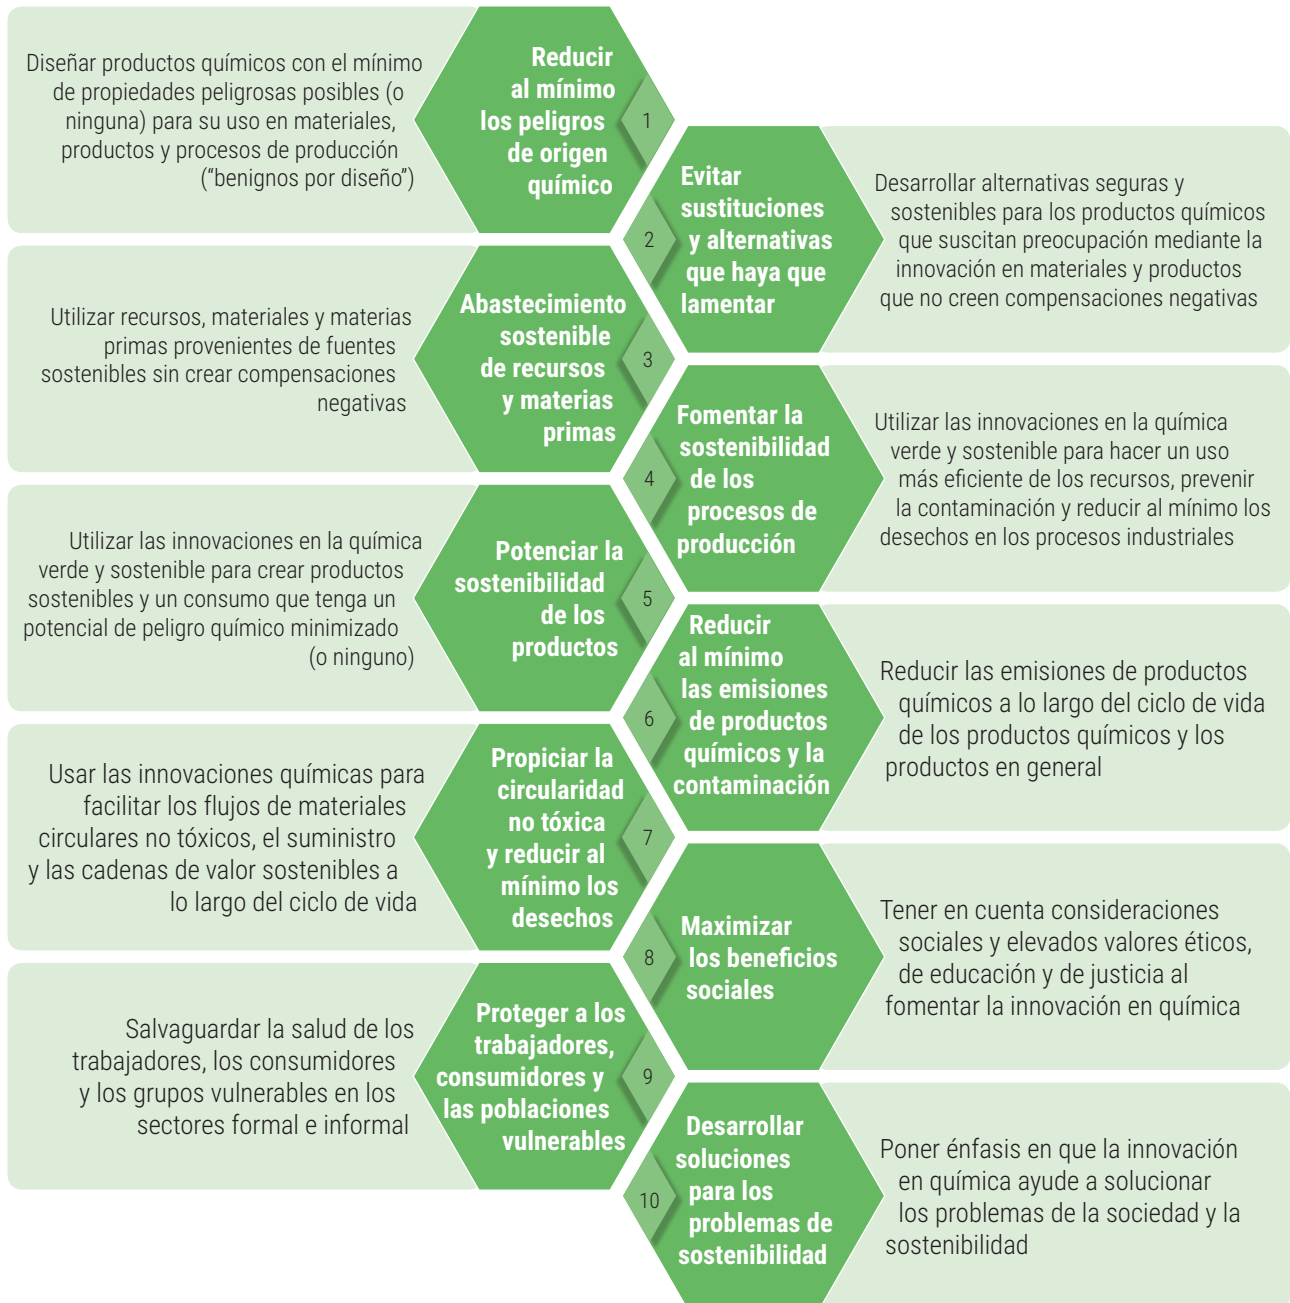 Diseñar productos químicos con el mínimo
de propiedades peligrosas posibles (o
ninguna) para su uso en materiales,
productos y procesos de producción
(“benignos por diseño”)
Reducir
al mínimo
los peligros
de origen
químico
1
Evitar
sustituciones
y alternativas
que haya que
lamentar
2
Desarrollar alternativas seguras y
sostenibles para los productos químicos
que suscitan preocupación mediante la
innovación en materiales y productos
que no creen compensaciones negativas
Utilizar recursos, materiales y materias
primas provenientes de fuentes
sostenibles sin crear compensaciones
negativas
Abastecimiento
sostenible
de recursos
y materias
primas
3
Fomentar la
sostenibilidad
de los
procesos de
producción
4
Utilizar las innovaciones en la química
verde y sostenible para hacer un uso
más eficiente de los recursos, prevenir
la contaminación y reducir al mínimo los
desechos en los procesos industriales
Utilizar las innovaciones en la química
verde y sostenible para crear productos
sostenibles y un consumo que tenga un
potencial de peligro químico minimizado
(o ninguno)
Potenciar la
sostenibilidad
de los
productos
5
Reducir
al mínimo
las emisiones
de productos
químicos y la
contaminación
6
Reducir las emisiones de productos
químicos a lo largo del ciclo de vida
de los productos químicos y los
productos en general
Usar las innovaciones químicas para
facilitar los flujos de materiales
circulares no tóxicos, el suministro
y las cadenas de valor sostenibles a
lo largo del ciclo de vida
Propiciar la
circularidad
no tóxica
y reducir al
mínimo los
desechos
7
Maximizar
los beneficios
sociales
8
Tener en cuenta consideraciones
sociales y elevados valores éticos,
de educación y de justicia al
fomentar la innovación en química
Salvaguardar la salud de los
trabajadores, los consumidores
y los grupos vulnerables en los
sectores formal e informal
Proteger a los
trabajadores,
consumidores y
las poblaciones
vulnerables
9
Desarrollar
soluciones
para los
problemas de
sostenibilidad
10
Poner énfasis en que la innovación
en química ayude a solucionar
los problemas de la sociedad y la
sostenibilidad